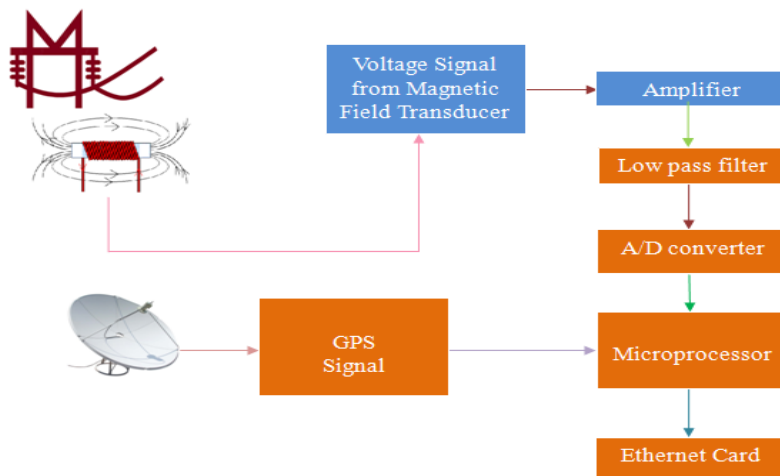 Voltage Signal
from Magnetic
Field Transducer
Amplifier
Low pass filter
A/D converter
GPS
Signal
Microprocessor
Ethernet Card